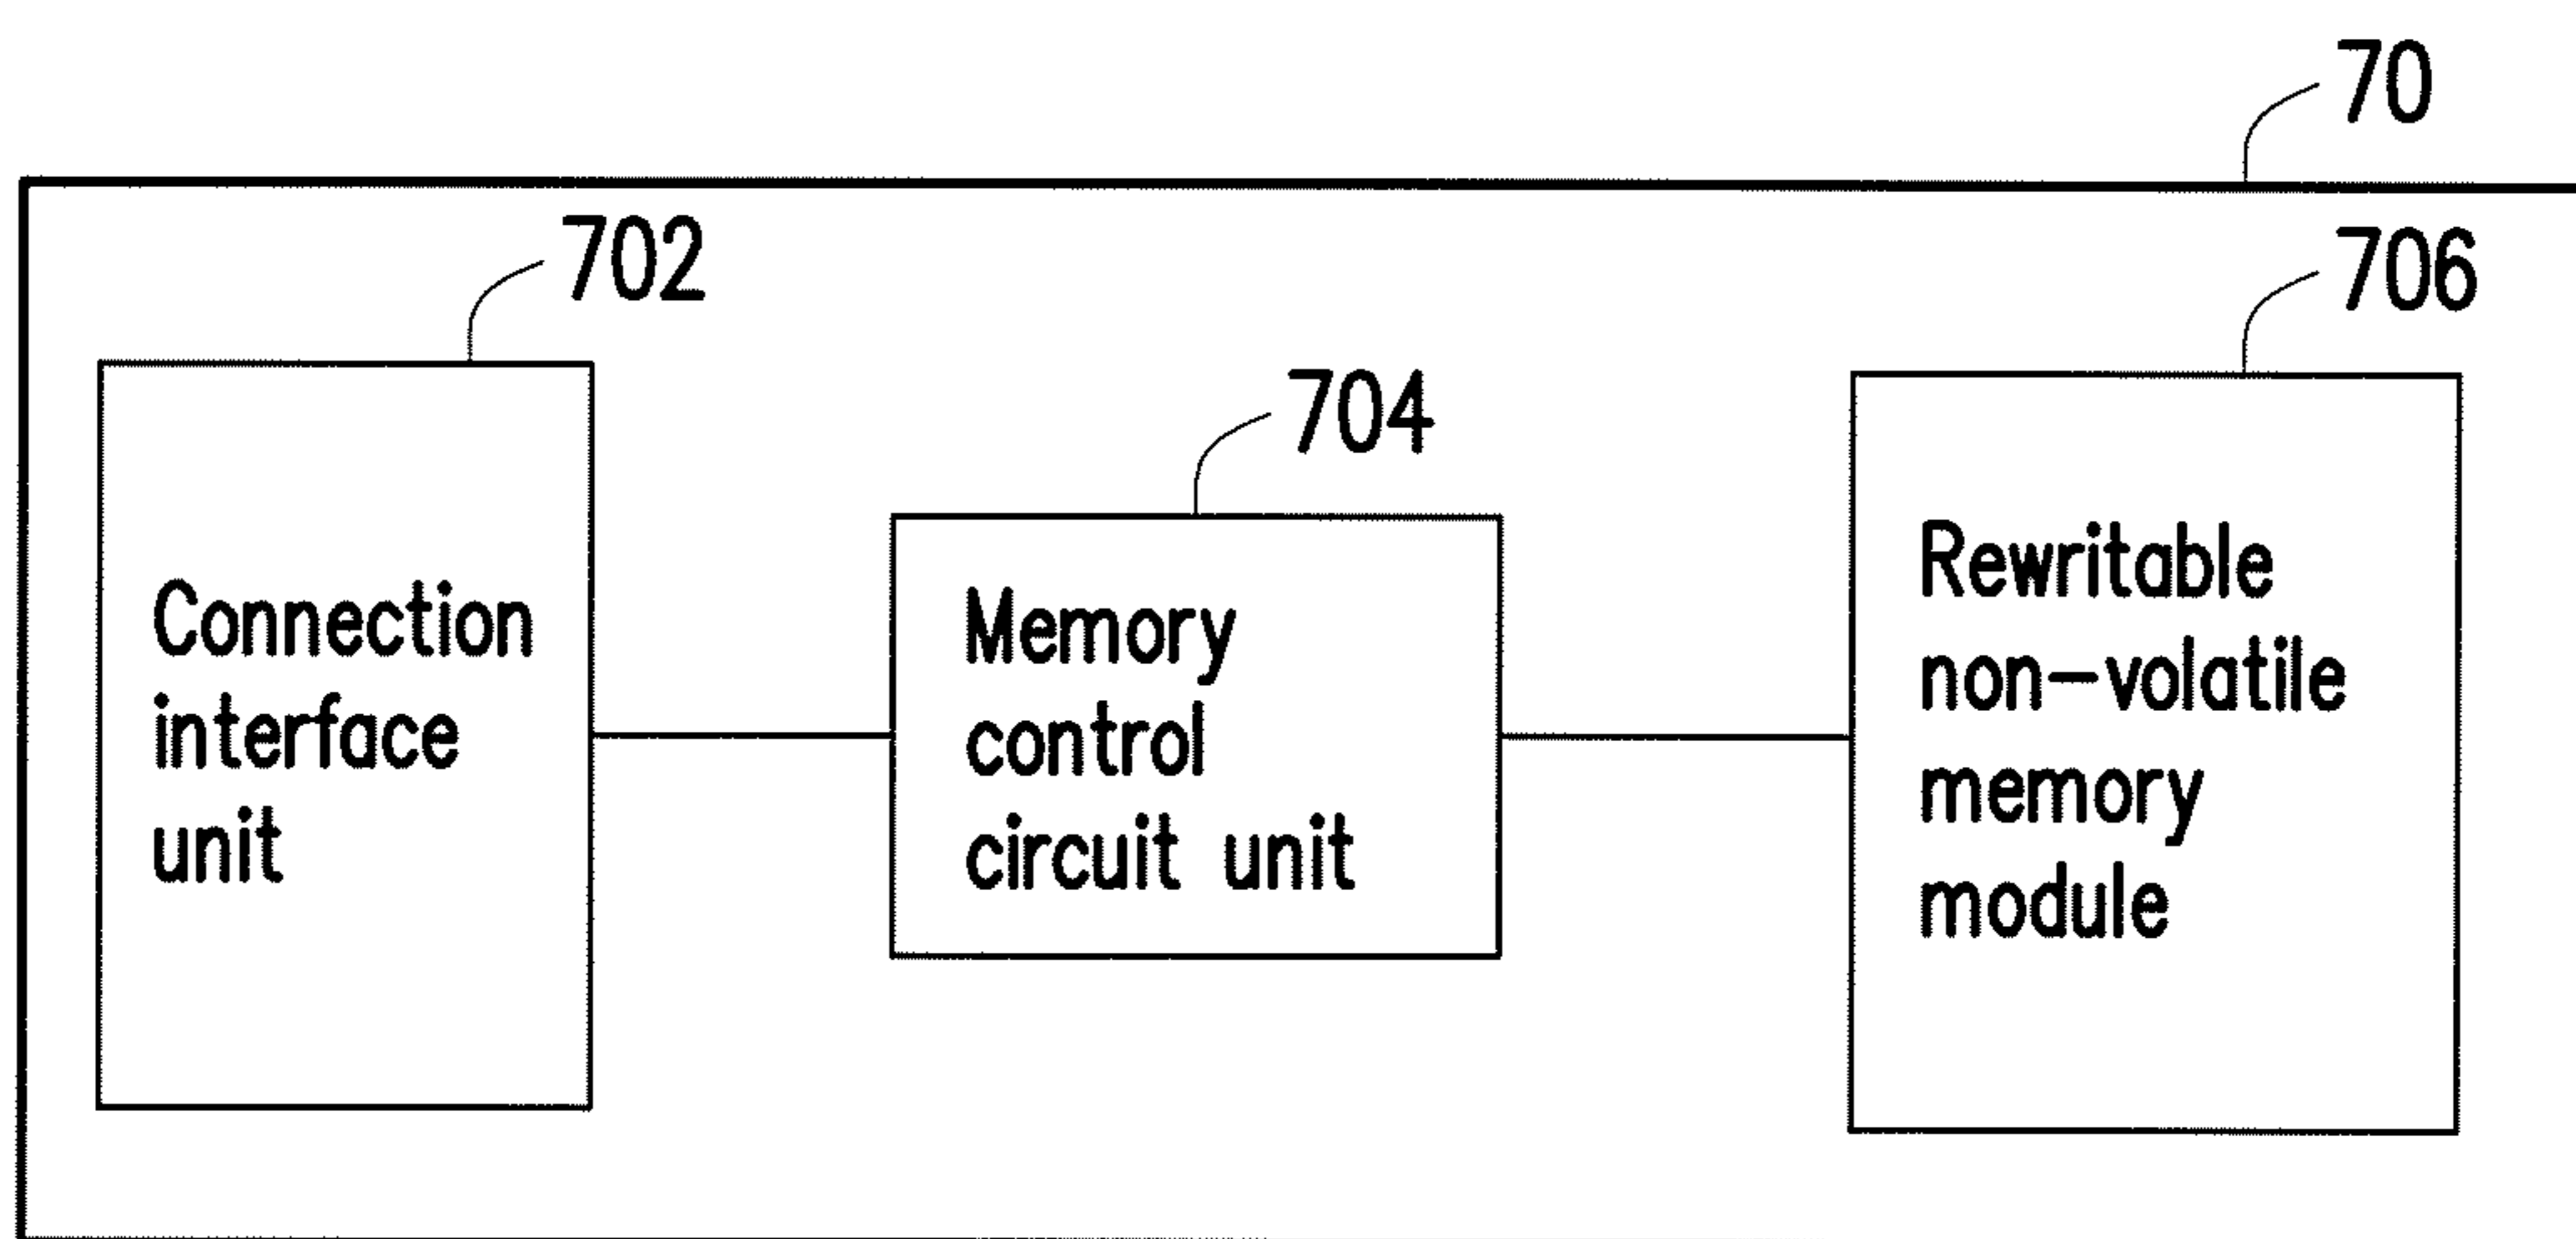 70
702
Connection
interface
unit
704
Memory
control
circuit unit
706
Rewritable
non-volatile
memory
module